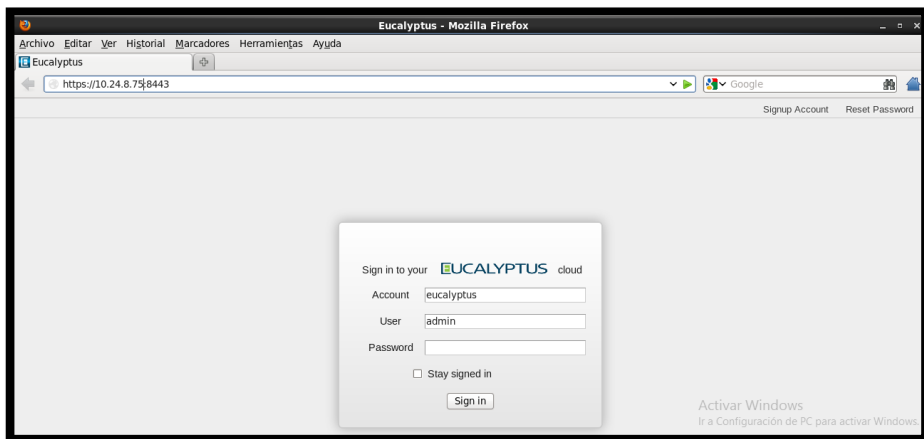 Eucalyptus - Mozilla Firefox
Archivo Editar Ver Historial Marcadores Herramientas Ayuda
Eucalyptus
https://10.24.8.75:8443
Google
Signup Account Reset Password
Sign in to your EUCALYPTUS cloud
Account eucalyptus
User admin
Password
Stay signed in
Sign in
Activar Windows
Ir a Configuración de PC para activar Windows.